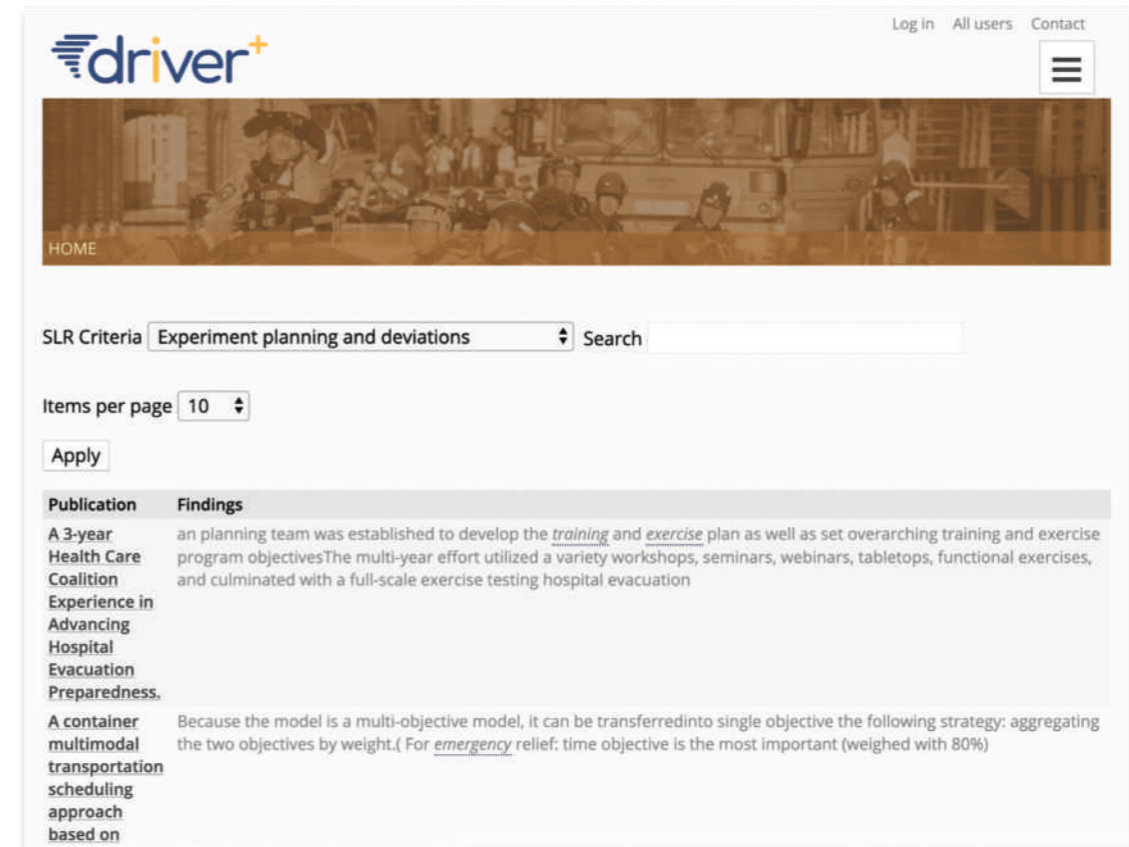 Log in All users Contact
driver+
HOME
SLR Criteria Experiment planning and deviations Search
Items per page 10
Apply
Publication Findings
A 3-year Health Care Coalition Experience in Advancing Hospital Evacuation Preparedness.
an planning team was established to develop the training and exercise plan as well as set overarching training and exercise
program objectivesThe multi-year effort utilized a variety workshops, seminars, webinars, tabletops, functional exercises,
and culminated with a full-scale exercise testing hospital evacuation
A container multimodal transportation scheduling approach based on
Because the model is a multi-objective model, it can be transferredinto single objective the following strategy: aggregating
the two objectives by weight.( For emergency relief: time objective is the most important (weighed with 80%)